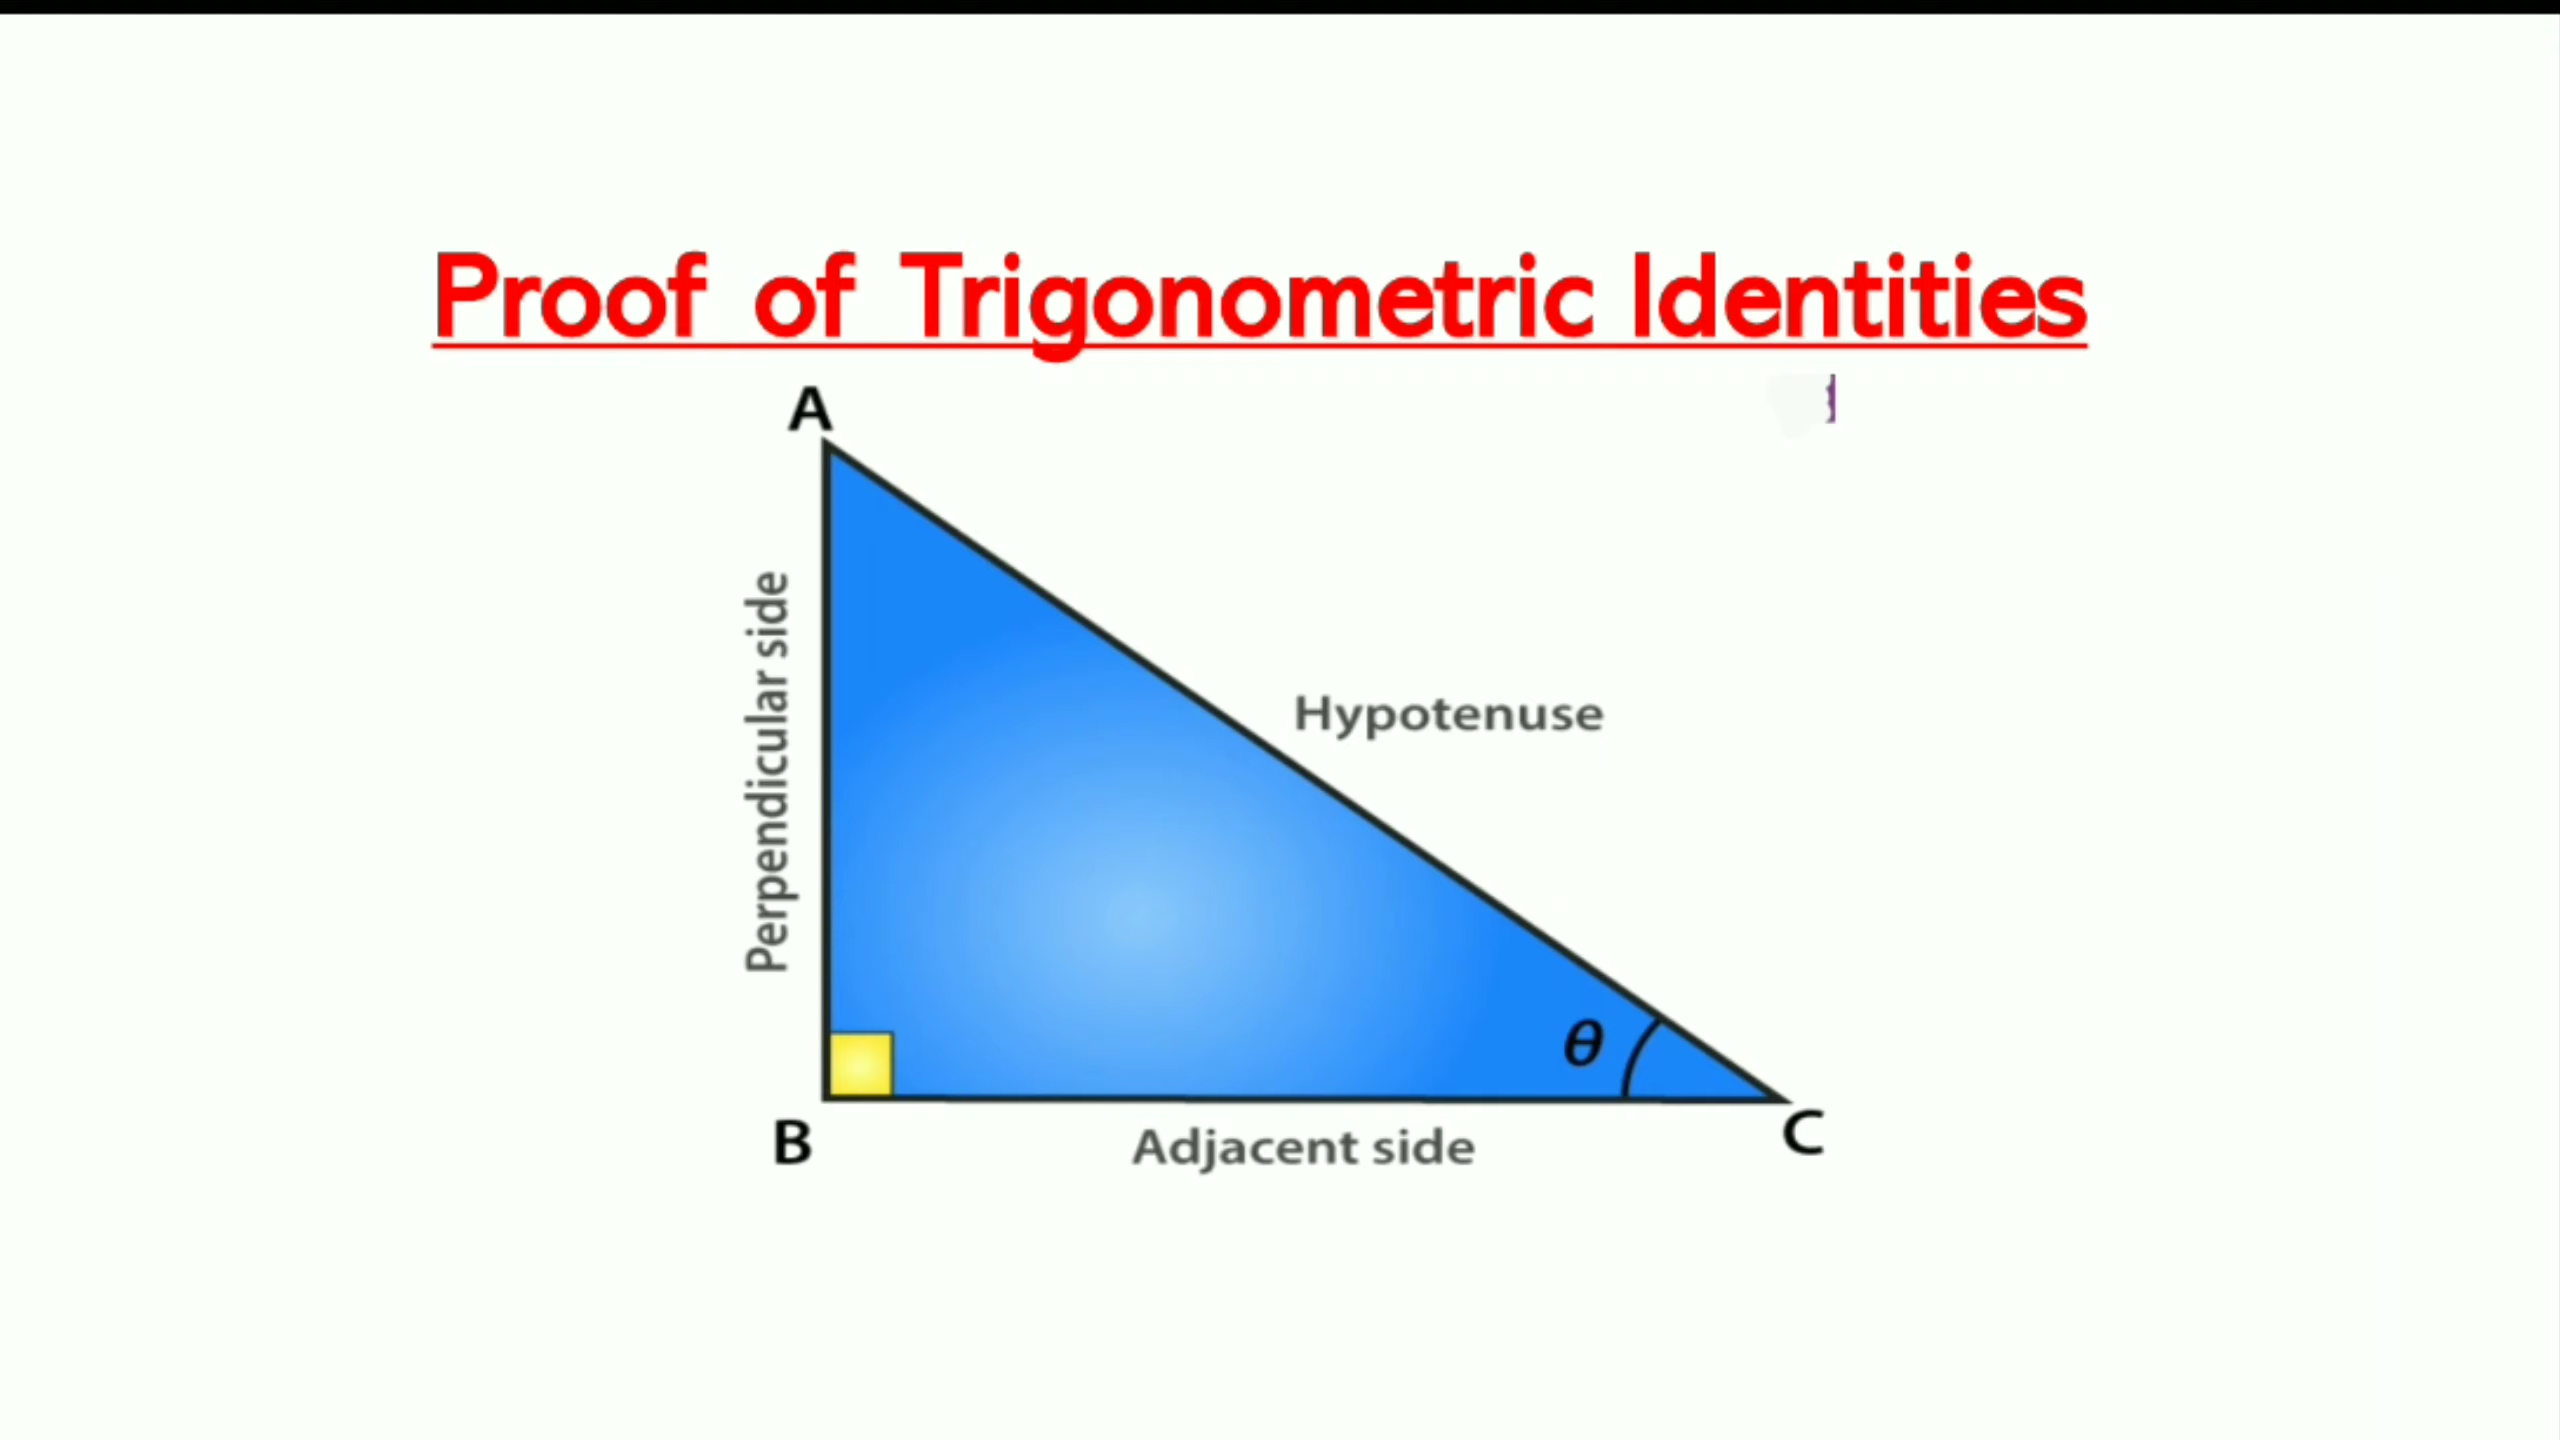 Proof of Trigonometric Identities
A
Perpendicular side
Hypotenuse
θ
B
Adjacent side
C